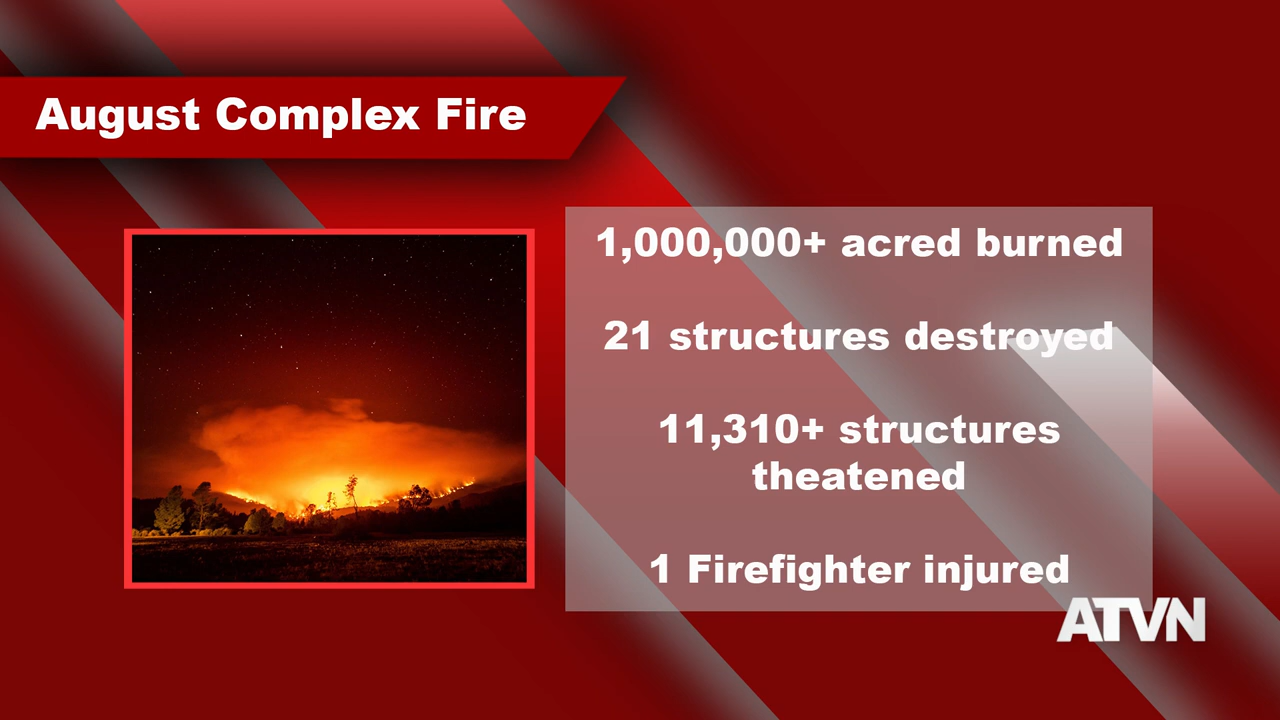 August Complex Fire
1,000,000+ acred burned
21 structures destroyed
11,310+ structures
theatened
1 Firefighter injured
ATVN